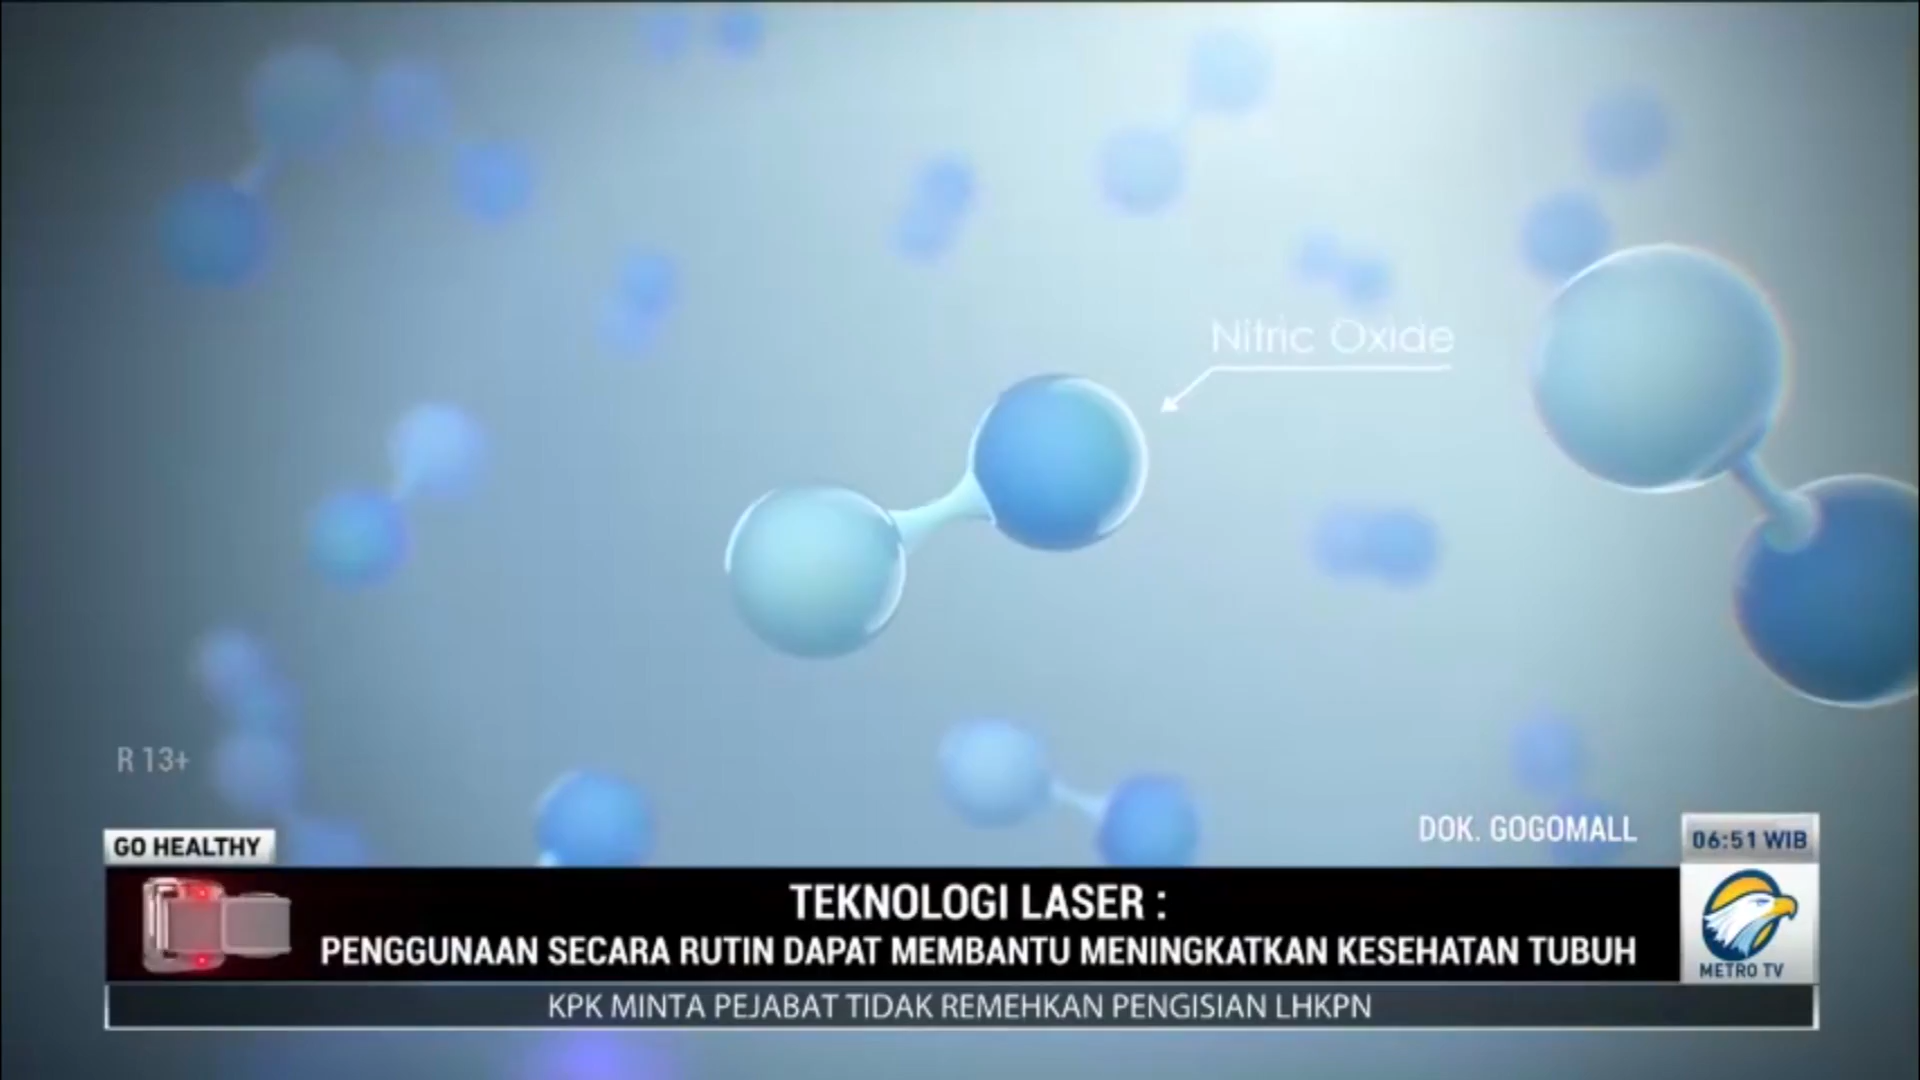 Nitric Oxide
R 13+
DOK. GOGOMALL
06:51 WIB
GO HEALTHY
TEKNOLOGI LASER :
PENGGUNAAN SECARA RUTIN DAPAT MEMBANTU MENINGKATKAN KESEHATAN TUBUH
METRO TV
KPK MINTA PEJABAT TIDAK REMEHKAN PENGISIAN LHKPN